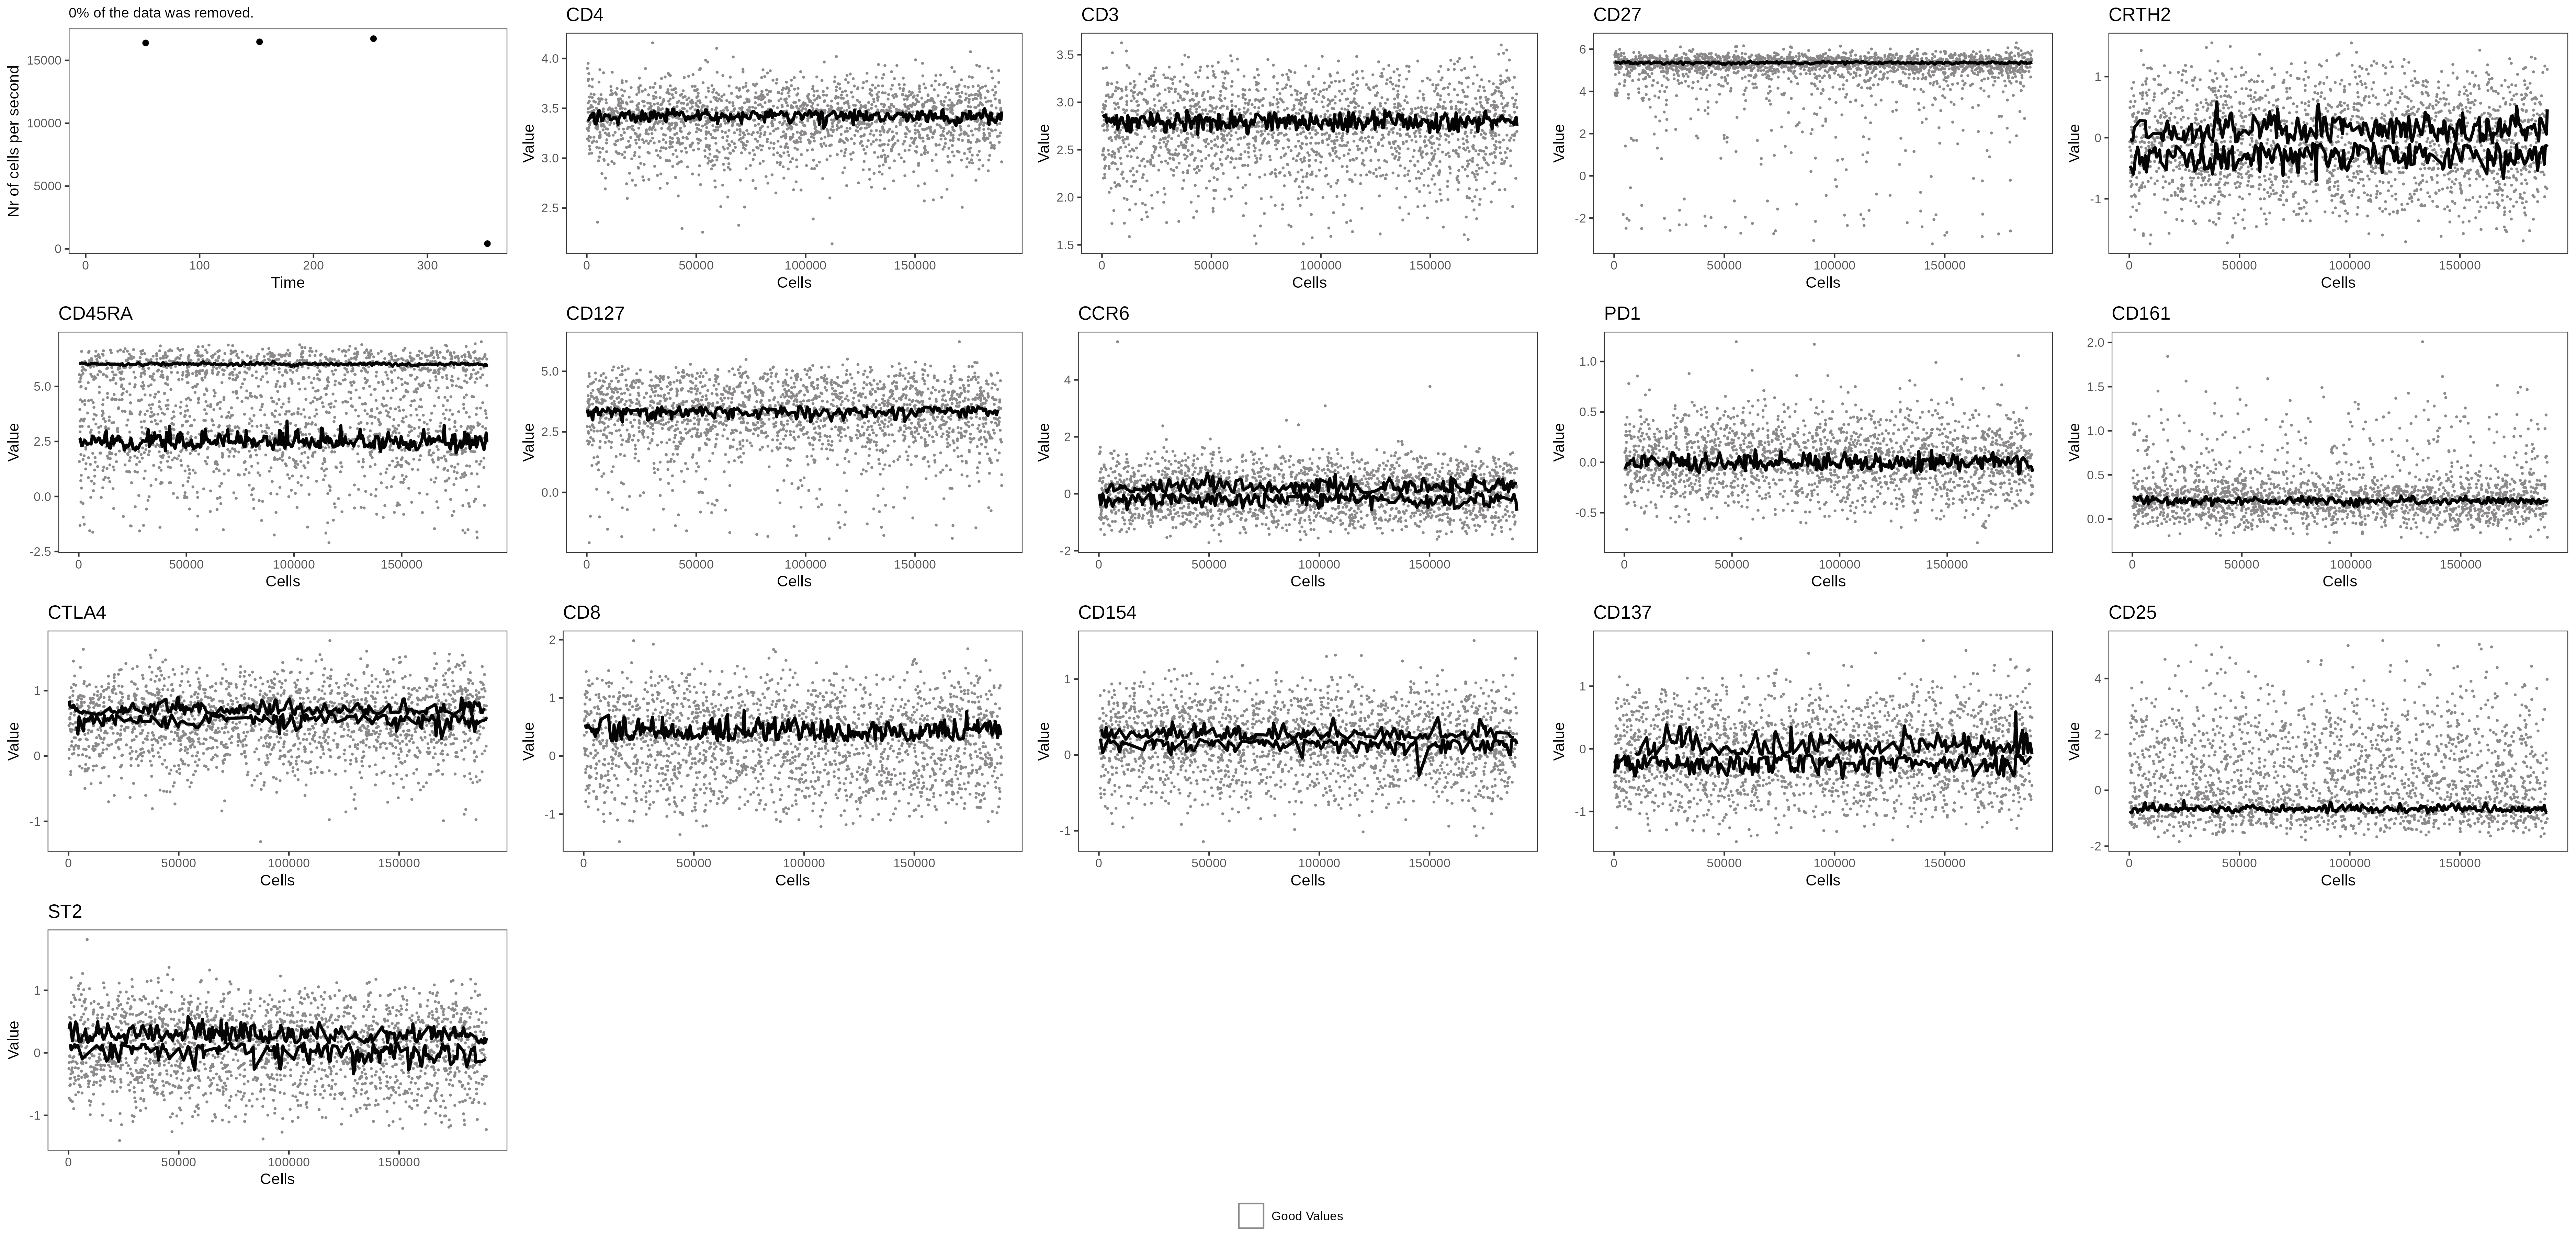 0% of the data was removed.
Nr of cells per second
15000
10000
5000
0
0 100 200 300
Time
CD4
Value
4.0
3.5
3.0
2.5
0 50000 100000 150000
Cells
CD3
Value
3.5
3.0
2.5
2.0
1.5
0 50000 100000 150000
Cells
CD27
Value
6
4
2
0
-2
0 50000 100000 150000
Cells
CRTH2
Value
1
0
-1
0 50000 100000 150000
Cells
CD45RA
Value
5.0
2.5
0.0
-2.5
0 50000 100000 150000
Cells
CD127
Value
5.0
2.5
0.0
0 50000 100000 150000
Cells
CCR6
Value
4
2
0
-2
0 50000 100000 150000
Cells
PD1
Value
1.0
0.5
0.0
-0.5
0 50000 100000 150000
Cells
CD161
Value
2.0
1.5
1.0
0.5
0.0
0 50000 100000 150000
Cells
CTLA4
Value
1
0
-1
0 50000 100000 150000
Cells
CD8
Value
2
1
0
-1
0 50000 100000 150000
Cells
CD154
Value
1
0
-1
0 50000 100000 150000
Cells
CD137
Value
1
0
-1
0 50000 100000 150000
Cells
CD25
Value
4
2
0
-2
0 50000 100000 150000
Cells
ST2
Value
1
0
-1
0 50000 100000 150000
Cells
Good Values